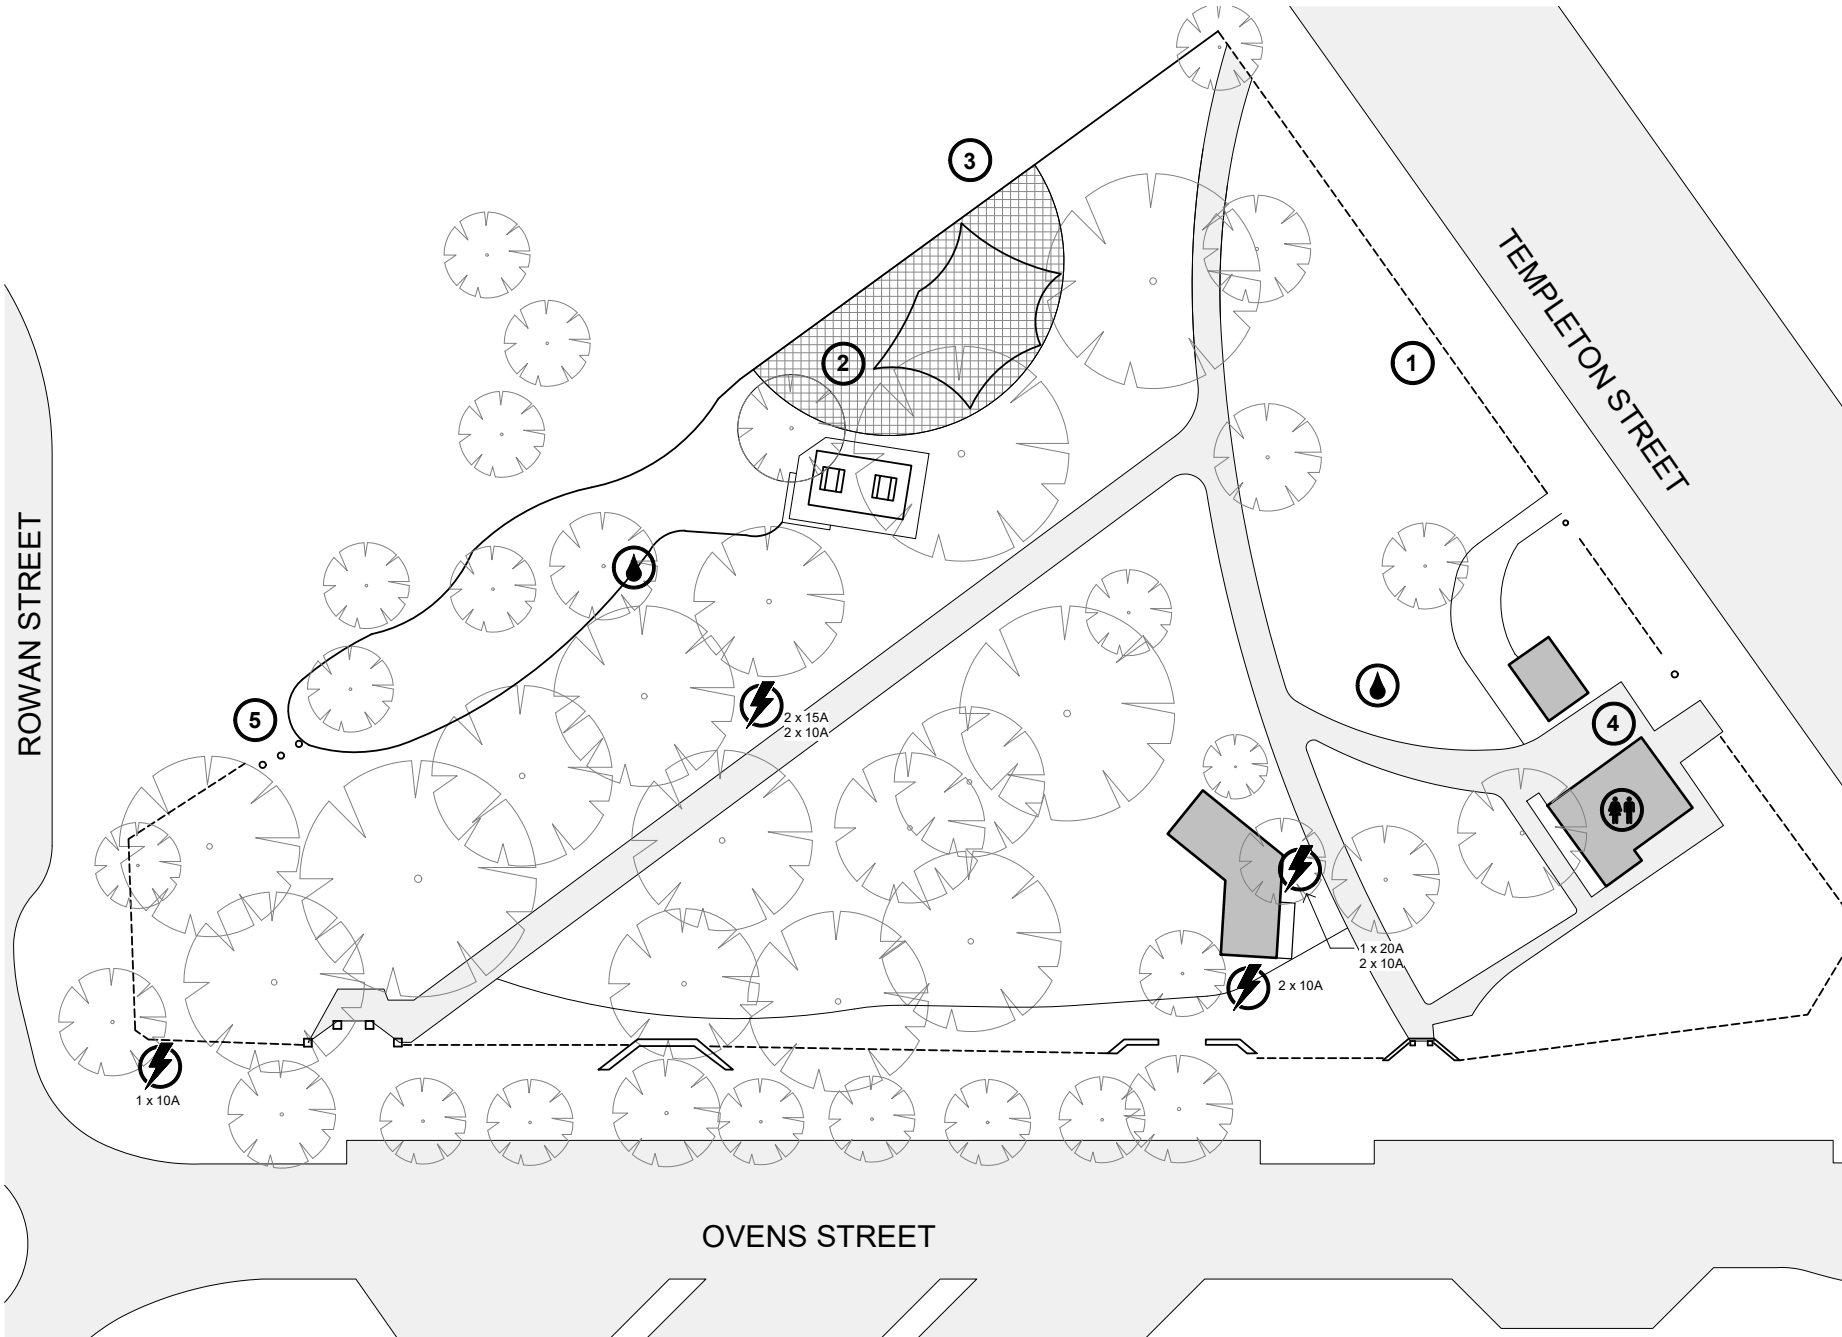 3
TEMPLETON STREET
2
1
ROWAN STREET
5
2 x 15A
2 x 10A
4
1 x 20A
2 x 10A
2 x 10A
1 x 10A
OVENS STREET